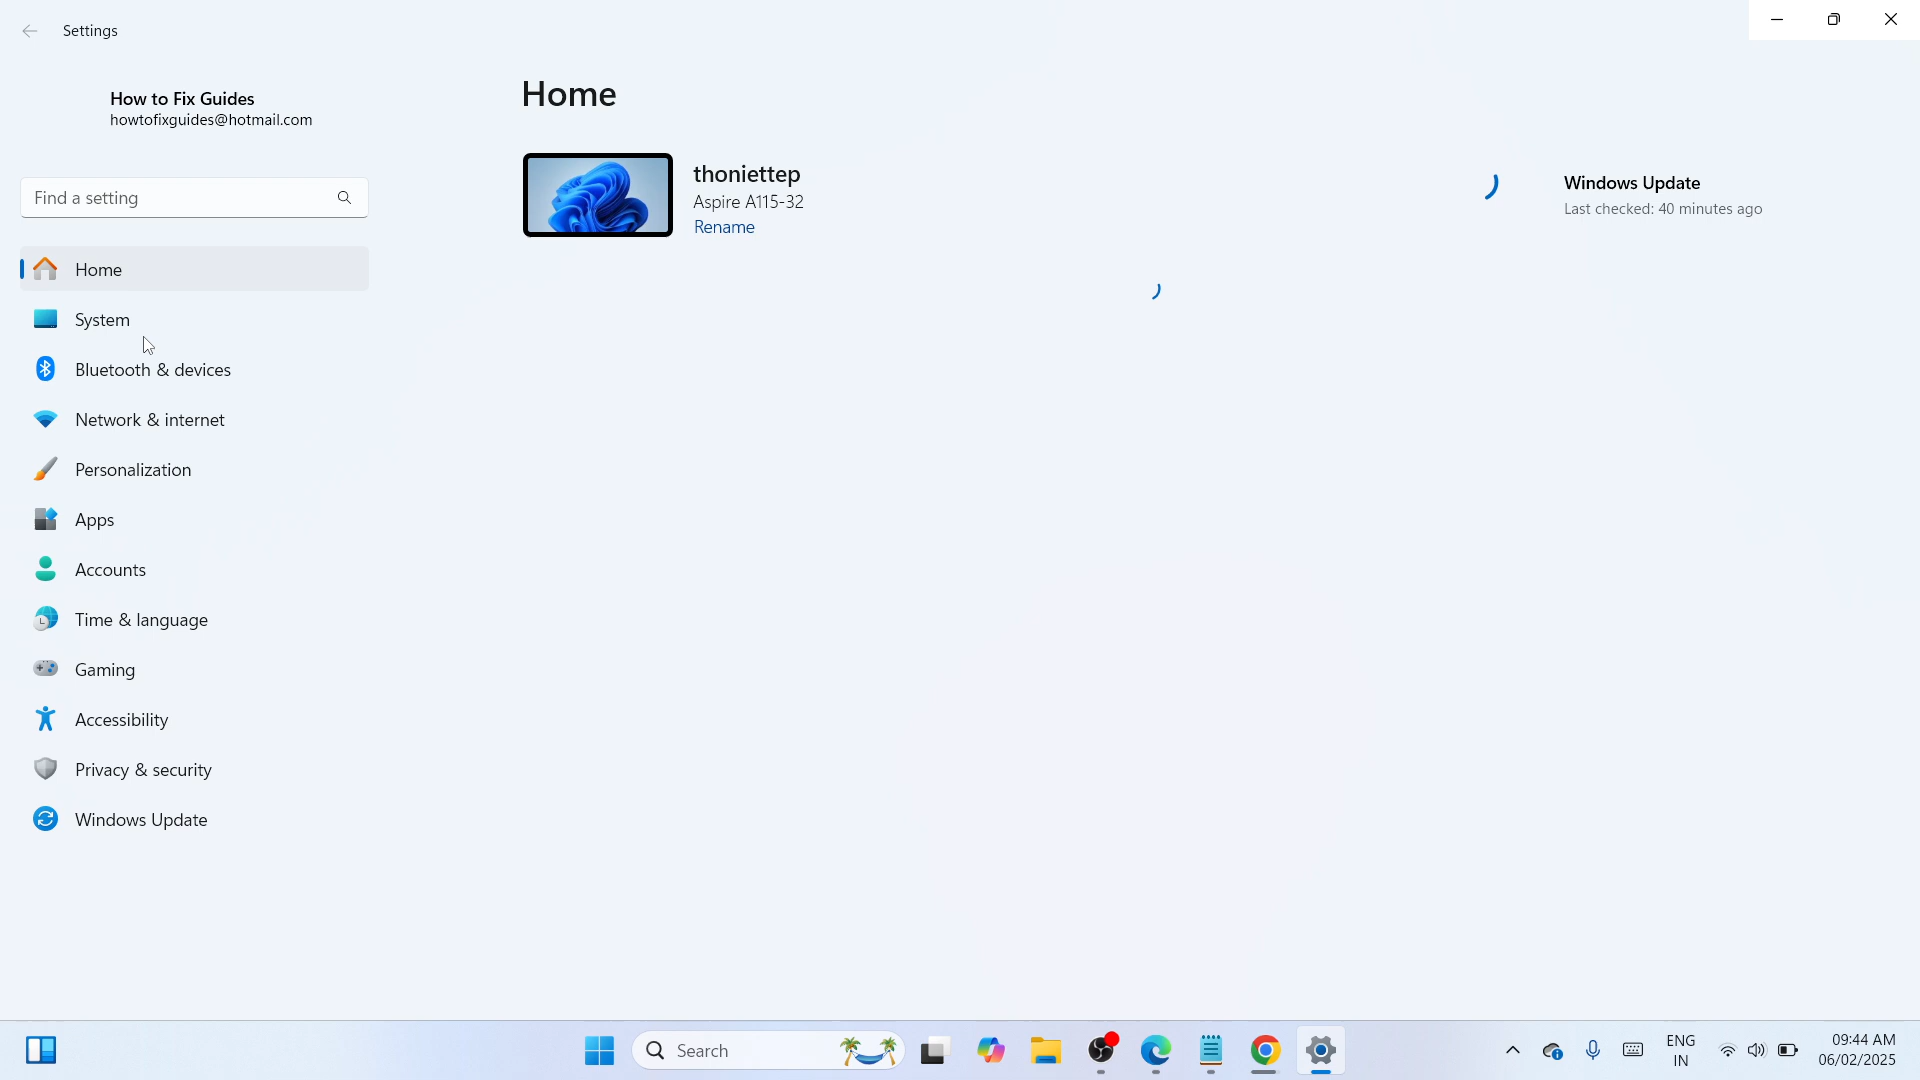 Settings
How to Fix Guides
howtofixguides@hotmail.com
Find a setting
Home
System
Bluetooth & devices
Network & internet
Personalization
Apps
Accounts
Time & language
Gaming
Accessibility
Privacy & security
Windows Update
Home
thoniettep
Aspire A115-32
Rename
Windows Update
Last checked: 40 minutes ago
Search
ENG
IN
09:44 AM
06/02/2025